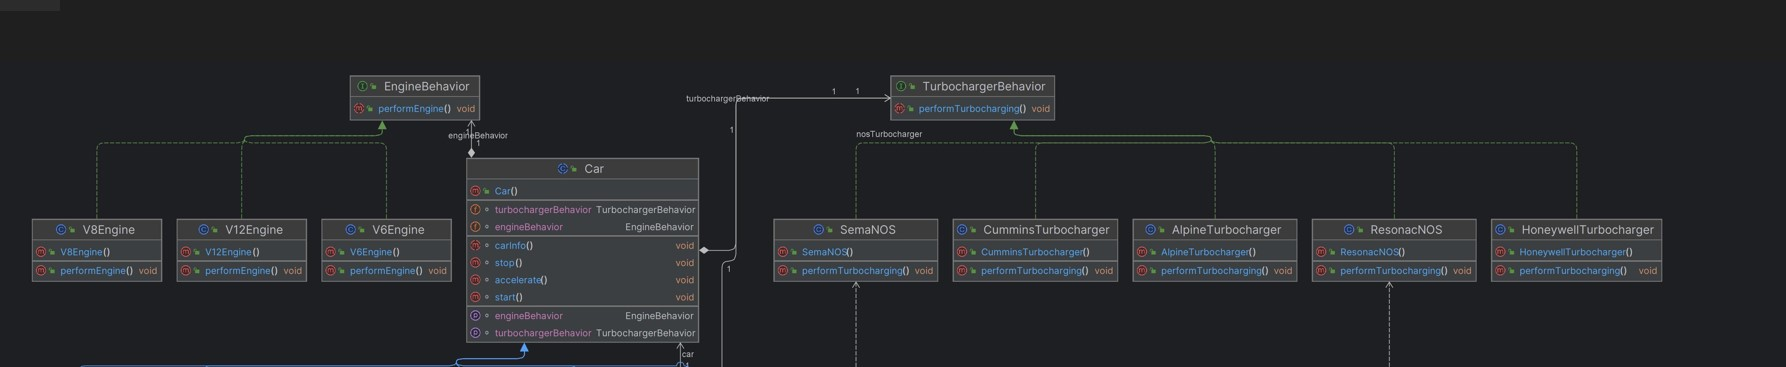 EngineBehavior
performEngine() void
TurbochargerBehavior
performTurbocharging() void
turbochargerBehavior
1 1
1
engineBehavior
1
nosTurbocharger
Car
Car()
turbochargerBehavior TurbochargerBehavior
engineBehavior EngineBehavior
carInfo() void
stop() void
accelerate() void
start() void
engineBehavior EngineBehavior
turbochargerBehavior TurbochargerBehavior
V8Engine
V8Engine()
performEngine() void
V12Engine
V12Engine()
performEngine() void
V6Engine
V6Engine()
performEngine() void
SemaNOS
SemaNOS()
performTurbocharging() void
CumminsTurbocharger
CumminsTurbocharger()
performTurbocharging() void
AlpineTurbocharger
AlpineTurbocharger()
performTurbocharging() void
ResonacNOS
ResonacNOS()
performTurbocharging() void
HoneywellTurbocharger
HoneywellTurbocharger()
performTurbocharging() void
1
car